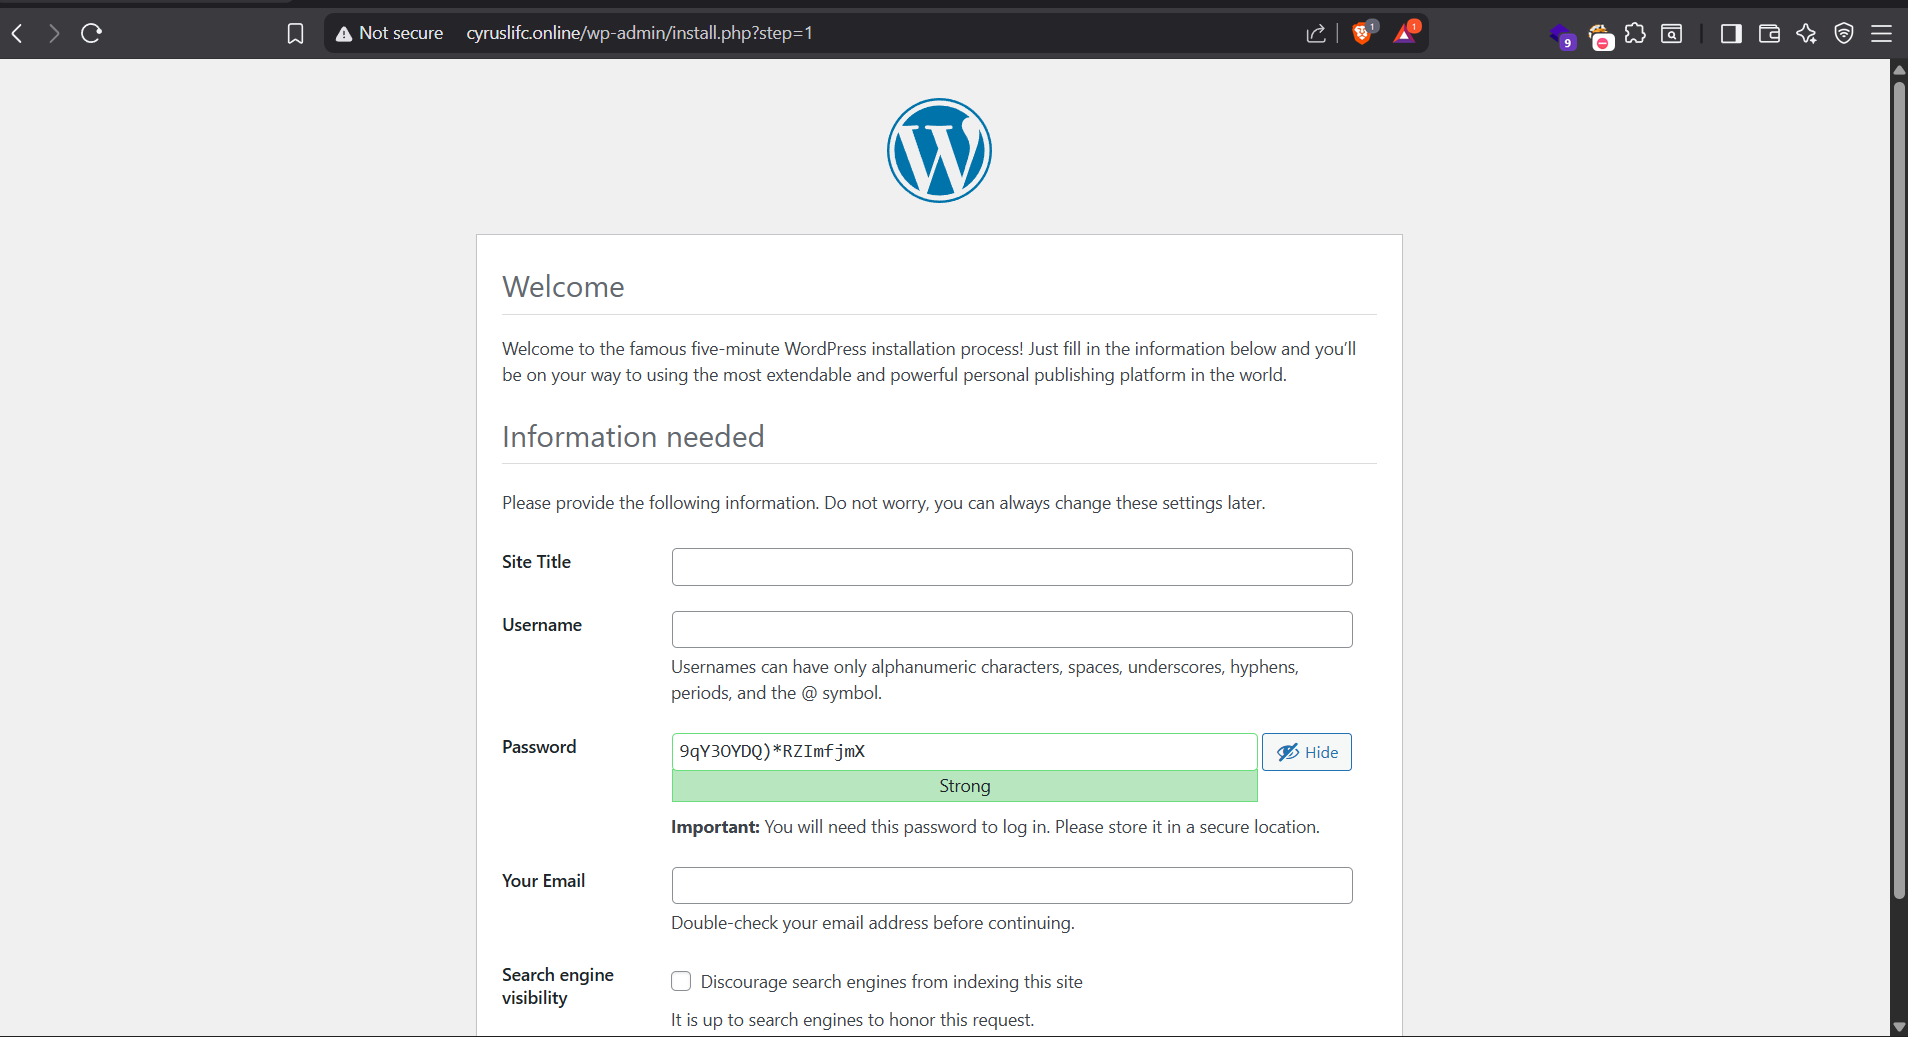 Not secure cyruslifc.online/wp-admin/install.php?step=1 1 1 9
Welcome
Welcome to the famous five-minute WordPress installation process! Just fill in the information below and you'll
be on your way to using the most extendable and powerful personal publishing platform in the world.
Information needed
Please provide the following information. Do not worry, you can always change these settings later.
Site Title
Username
Usernames can have only alphanumeric characters, spaces, underscores, hyphens,
periods, and the @ symbol.
Password 9qY3OYDQ)*RZImfjmX Hide
Strong
Important: You will need this password to log in. Please store it in a secure location.
Your Email
Double-check your email address before continuing.
Search engine
visibility
Discourage search engines from indexing this site
It is up to search engines to honor this request.